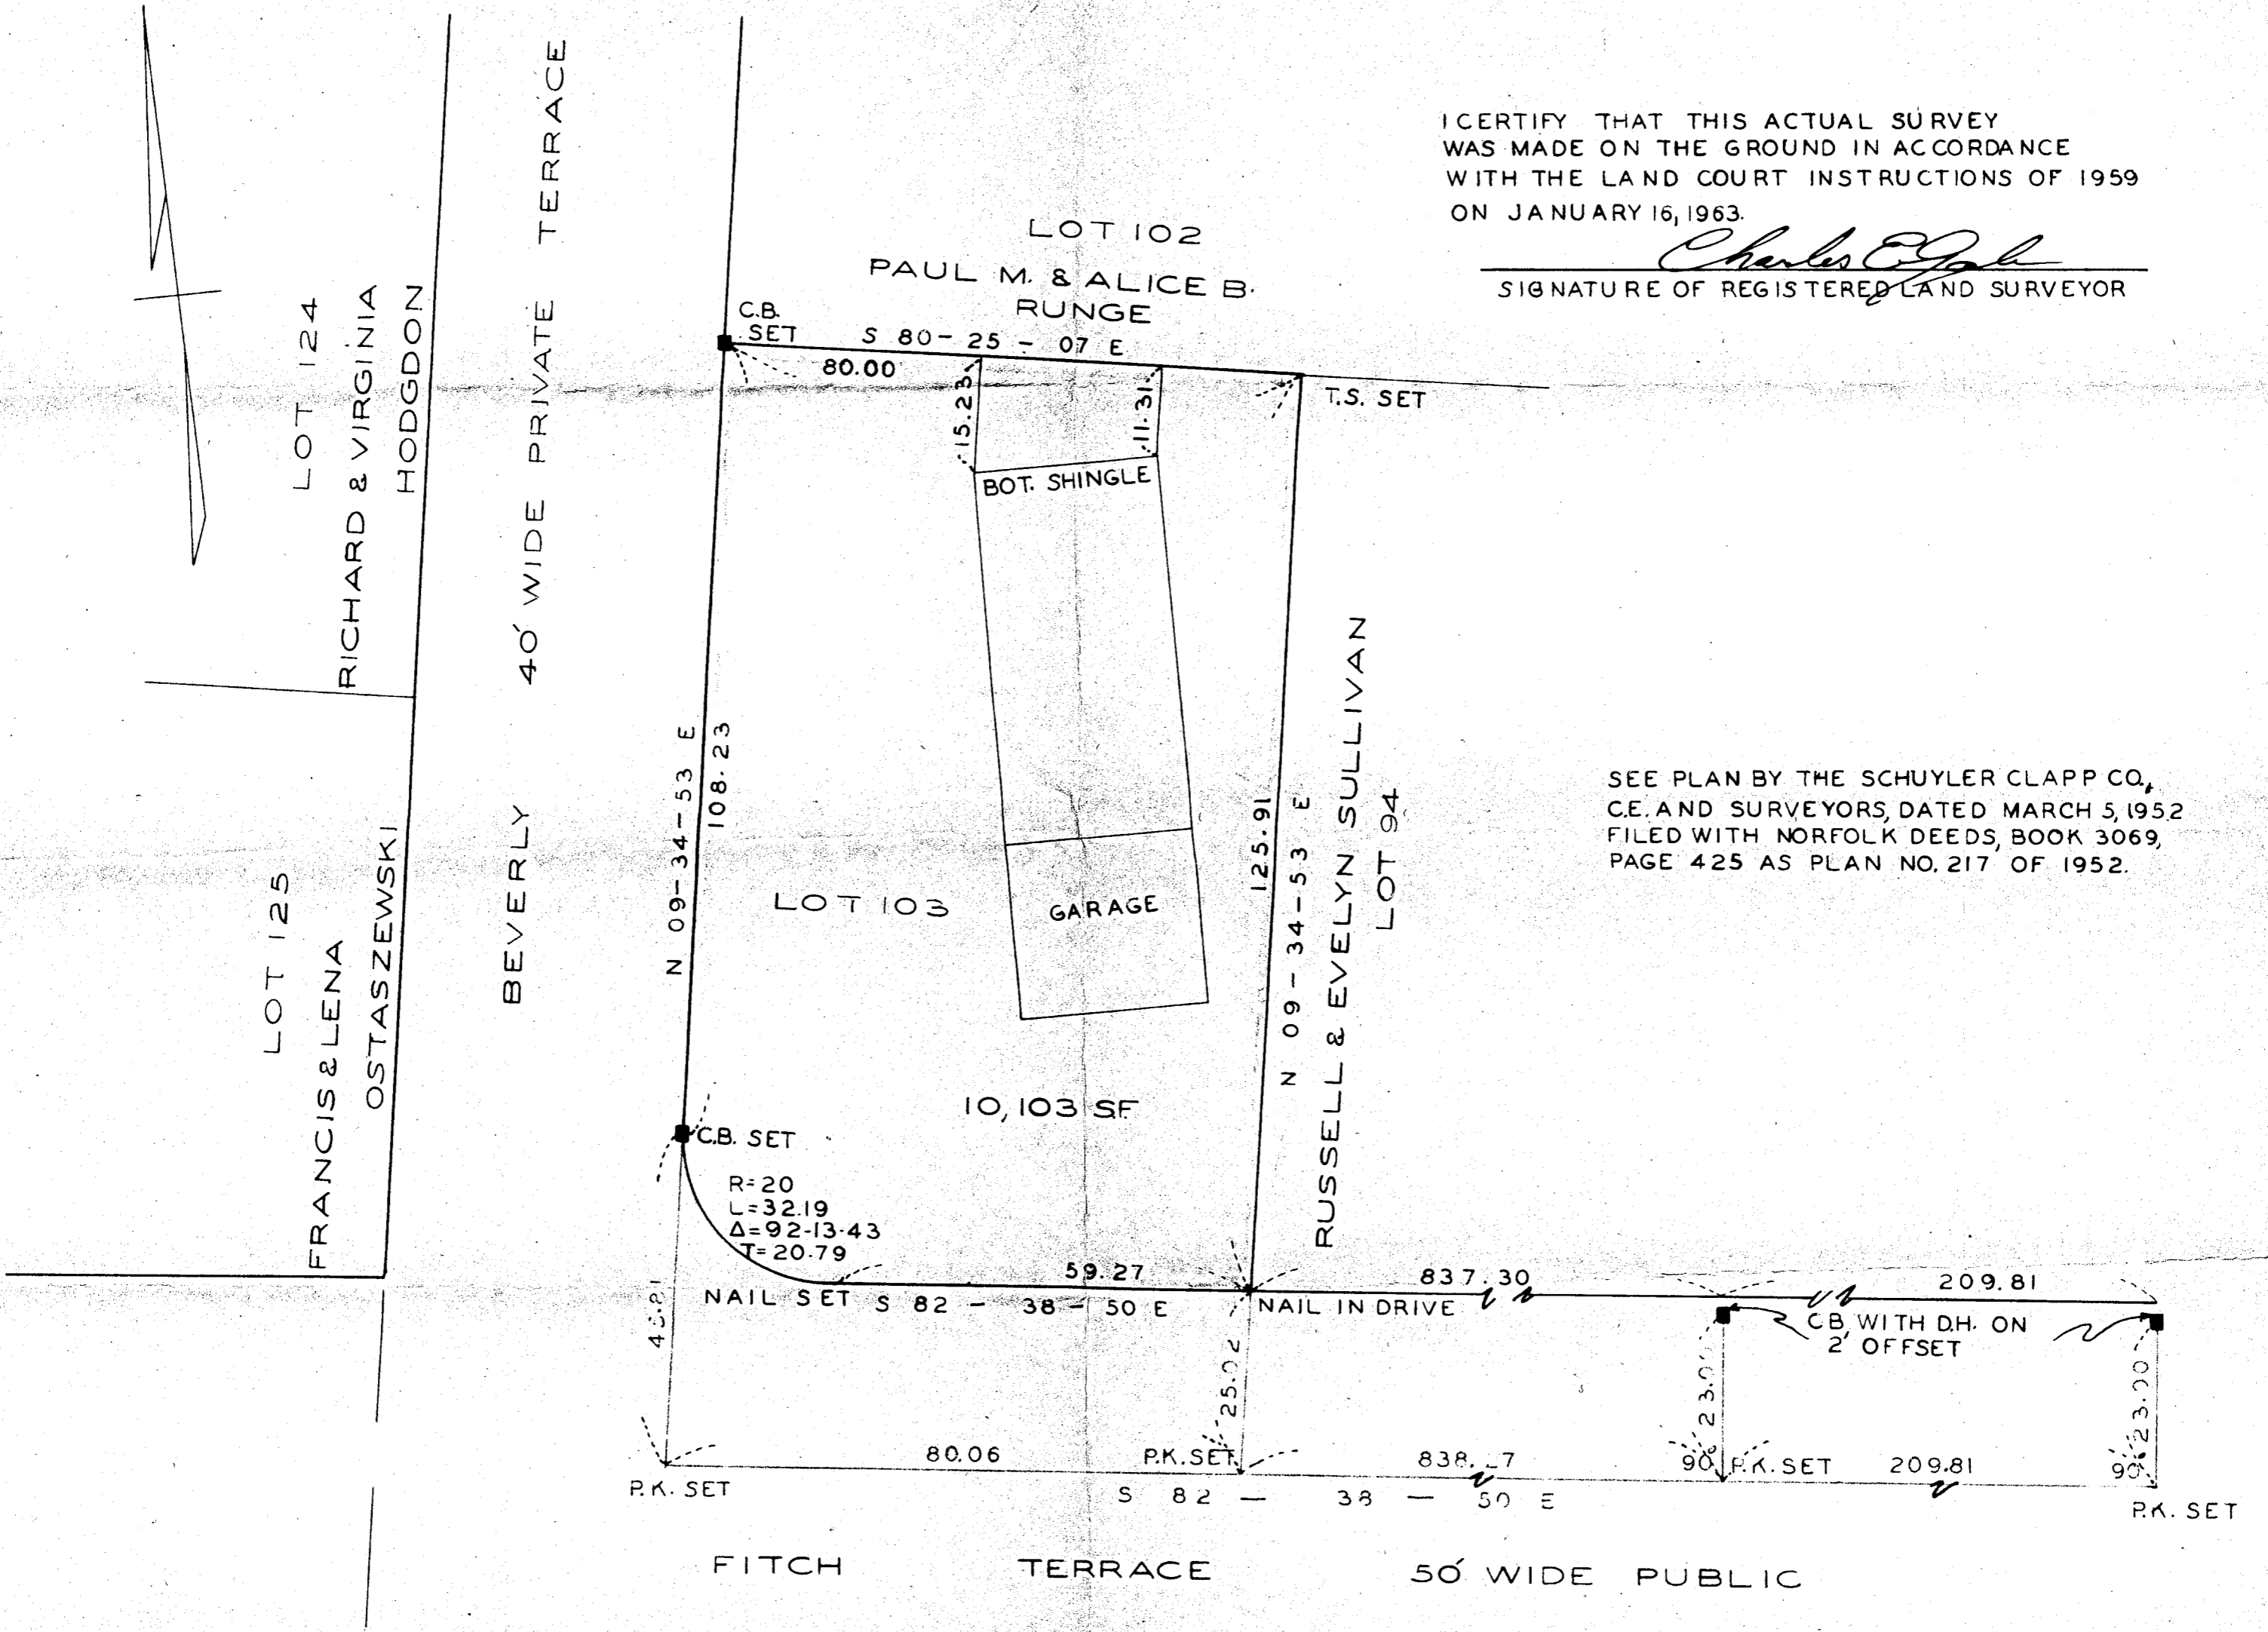 I CERTIFY THAT THIS ACTUAL SURVEY
WAS MADE ON THE GROUND IN ACCORDANCE
WITH THE LAND COURT INSTRUCTIONS OF 1959
ON JANUARY 16, 1963.
SIGNATURE OF REGISTERED LAND SURVEYOR
LOT 124
RICHARD & VIRGINIA
HODGDON
BEVERLY 40' WIDE PRIVATE TERRACE
LOT 102
PAUL M. & ALICE B.
RUNGE
C.B.
SET
S 80-25-07 E
80.00
T.S. SET
15.23
11.31
BOT. SHINGLE
N 09-34-53 E
108.23
LOT 103
GARAGE
125.91
N 09-34-53 E
RUSSELL & EVELYN SULLIVAN
LOT 94
SEE PLAN BY THE SCHUYLER CLAPP CO.,
C.E. AND SURVEYORS, DATED MARCH 5, 1952
FILED WITH NORFOLK DEEDS, BOOK 3069,
PAGE 425 AS PLAN NO. 217 OF 1952.
LOT 125
FRANCIS & LENA
OSTASZEWSKI
10,103 S.F.
C.B. SET
R=20
L=32.19
Δ=92-13-43
T=20.79
59.27
837.30
209.81
NAIL SET S 82-38-50 E
NAIL IN DRIVE
C.B. WITH D.H. ON
2' OFFSET
25.02
23.00
23.00
80.06
P.K. SET
90°
P.K. SET
209.81
90°
P.K. SET
S 82 - 38 - 50 E
P.K. SET
FITCH TERRACE 50' WIDE PUBLIC